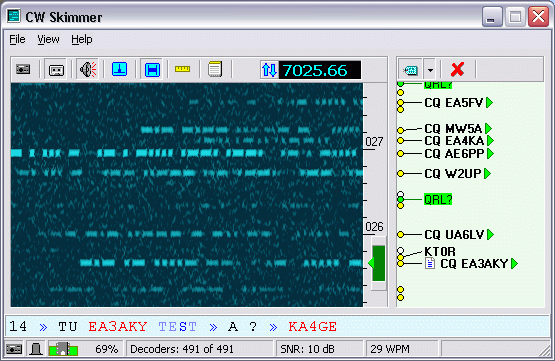 CW Skimmer
File View Help
7025.66
QRL?
CQ EA5FV
CQ MW5A
027
CQ EA4KA
CQ AE6PP
CQ W2UP
QRL?
026
CQ UA6LV
KT0R
CQ EA3AKY
14 » TU EA3AKY TEST » A ? » KA4GE
69% Decoders: 491 of 491 SNR: 10 dB 29 WPM